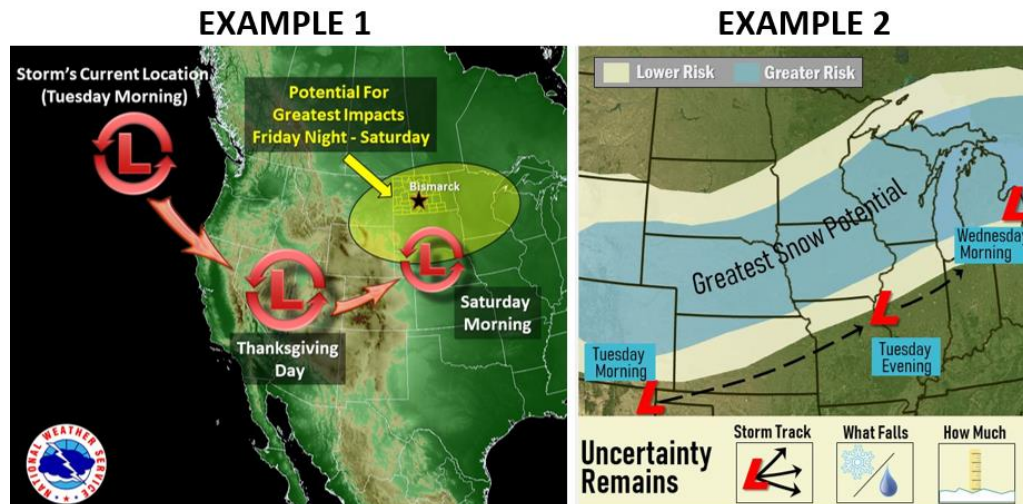 EXAMPLE 1
Storm's Current Location
(Tuesday Morning)
L
Potential For
Greatest Impacts
Friday Night - Saturday
Bismarck
L
L
Thanksgiving
Day
Saturday
Morning
NATIONAL WEATHER SERVICE
EXAMPLE 2
Lower Risk
Greater Risk
Greatest Snow Potential
L
Wednesday
Morning
L
Tuesday
Evening
Tuesday
Morning
L
Uncertainty
Remains
Storm Track
L
What Falls
How Much